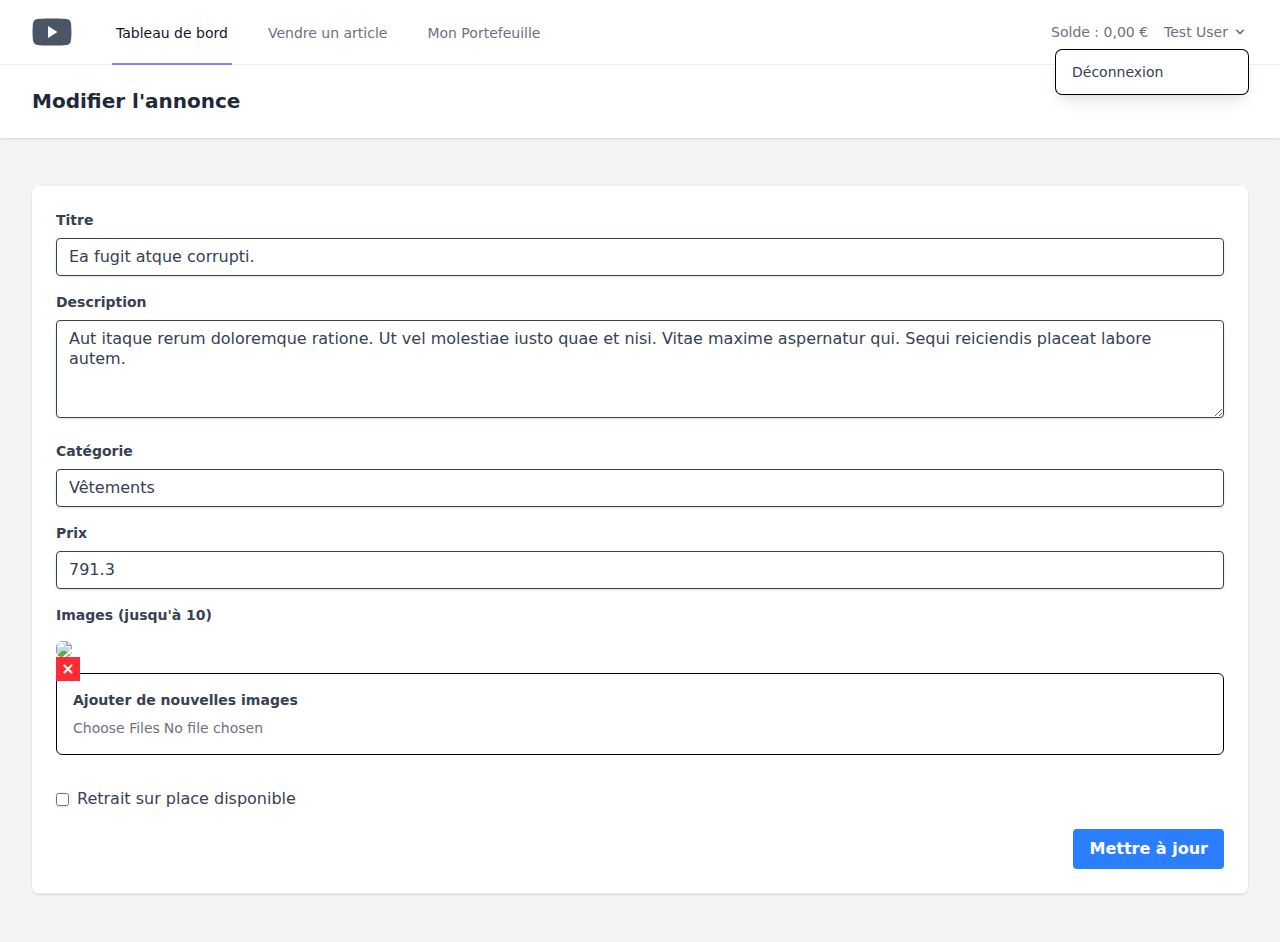 Tableau de bord
Vendre un article
Mon Portefeuille
Solde : 0,00 €
Test User
Déconnexion
Modifier l'annonce
Titre
Ea fugit atque corrupti.
Description
Aut itaque rerum doloremque ratione. Ut vel molestiae iusto quae et nisi. Vitae maxime aspernatur qui. Sequi reiciendis placeat labore
autem.
Catégorie
Vêtements
Prix
791.3
Images (jusqu'à 10)
Ajouter de nouvelles images
Choose Files No file chosen
Retrait sur place disponible
Mettre à jour